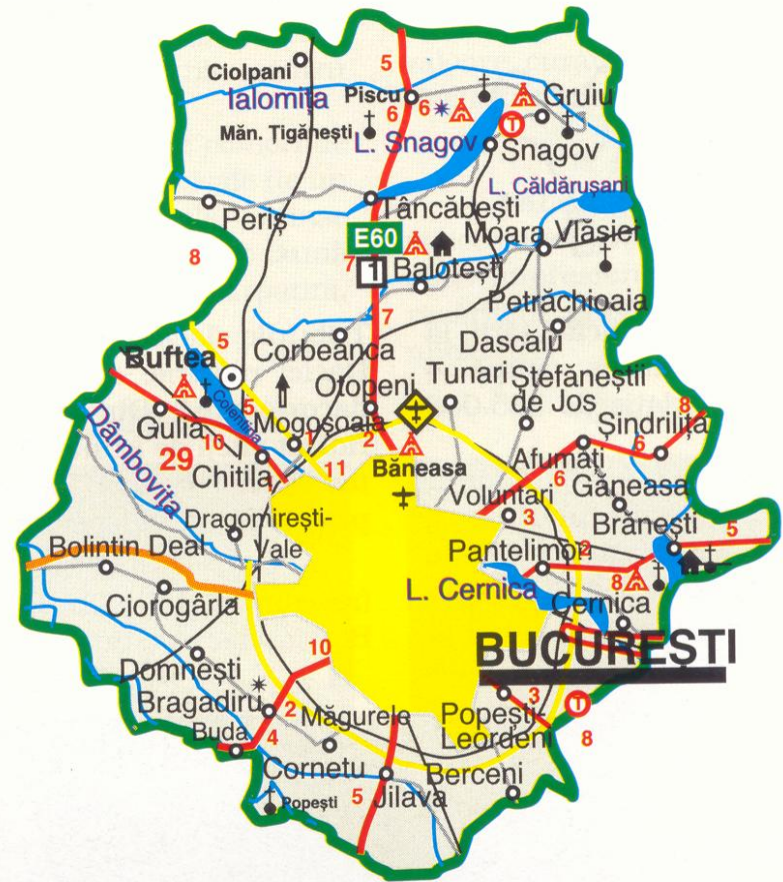 5
Ciolpani
Ialomița
Piscu
6
6
Gruiu
T
Măn. Țigănești
L. Snagov
Snagov
L. Căldărușani
Periș
Tâncăbești
E60
Moara Vlăsiei
8
7
1
Balotești
7
Petrăchioaia
5
Buftea
Corbeanca
Dascălu
Tunari
Ștefăneștii
de Jos
Otopeni
Colentina
5
Gulia
10
Mogoșoaia
1
2
8
Șindrilița
6
Dâmbovița
29
Chitila
11
Băneasa
Afumați
6
Găneasa
Voluntari
3
Brănești
5
Dragomirești-
Vale
Bolintin Deal
Pantelimon
2
8
L. Cernica
Ciorogârla
Cernica
BUCUREȘTI
10
Domnești
Bragadiru
2
Măgurele
3
Popești-
Leordeni
T
8
Buda
4
Cornetu
Berceni
Popești
5
Jilava